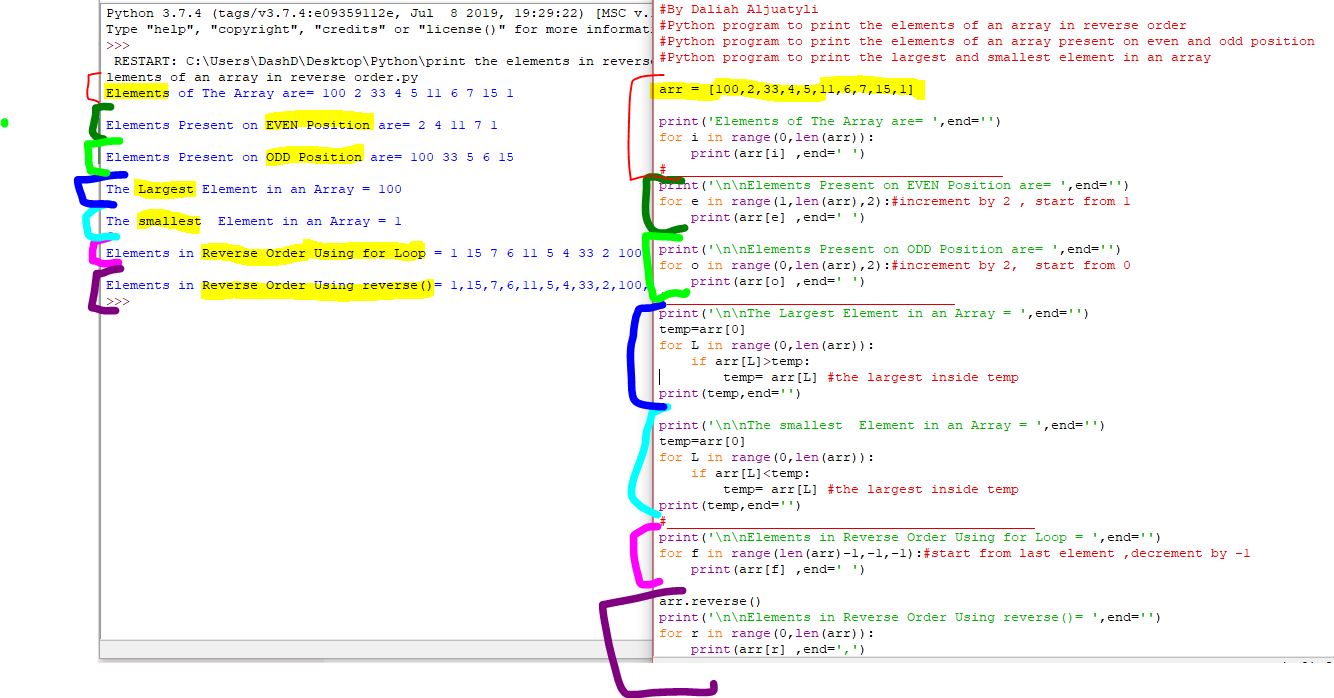 Python 3.7.4 (tags/v3.7.4:e09359112e, Jul  8 2019, 19:29:22) [MSC v.
Type "help", "copyright", "credits" or "license()" for more informat
>>>
 RESTART: C:\Users\DashD\Desktop\Python\print the elements in revers
lements of an array in reverse order.py
Elements of The Array are= 100 2 33 4 5 11 6 7 15 1
Elements Present on EVEN Position are= 2 4 11 7 1
Elements Present on ODD Position are= 100 33 5 6 15
The Largest Element in an Array = 100
The smallest  Element in an Array = 1
Elements in Reverse Order Using for Loop = 1 15 7 6 11 5 4 33 2 100
Elements in Reverse Order Using reverse()= 1,15,7,6,11,5,4,33,2,100,
>>>
#By Daliah Aljuatyli
#Python program to print the elements of an array in reverse order
#Python program to print the elements of an array present on even and odd position
#Python program to print the largest and smallest element in an array
arr = [100,2,33,4,5,11,6,7,15,1]
print('Elements of The Array are= ',end='')
for i in range(0,len(arr)):
    print(arr[i] ,end=' ')
#__________________________________________
print('\n\nElements Present on EVEN Position are= ',end='')
for e in range(1,len(arr),2):#increment by 2 , start from 1
    print(arr[e] ,end=' ')
print('\n\nElements Present on ODD Position are= ',end='')
for o in range(0,len(arr),2):#increment by 2,  start from 0
    print(arr[o] ,end=' ')
#____________________________________
print('\n\nThe Largest Element in an Array = ',end='')
temp=arr[0]
for L in range(0,len(arr)):
    if arr[L]>temp:
        temp= arr[L] #the largest inside temp
print(temp,end='')
print('\n\nThe smallest  Element in an Array = ',end='')
temp=arr[0]
for L in range(0,len(arr)):
    if arr[L]<temp:
        temp= arr[L] #the largest inside temp
print(temp,end='')
#______________________________________________
print('\n\nElements in Reverse Order Using for Loop = ',end='')
for f in range(len(arr)-1,-1,-1):#start from last element ,decrement by -1
    print(arr[f] ,end=' ')
arr.reverse()
print('\n\nElements in Reverse Order Using reverse()= ',end='')
for r in range(0,len(arr)):
    print(arr[r] ,end=',')